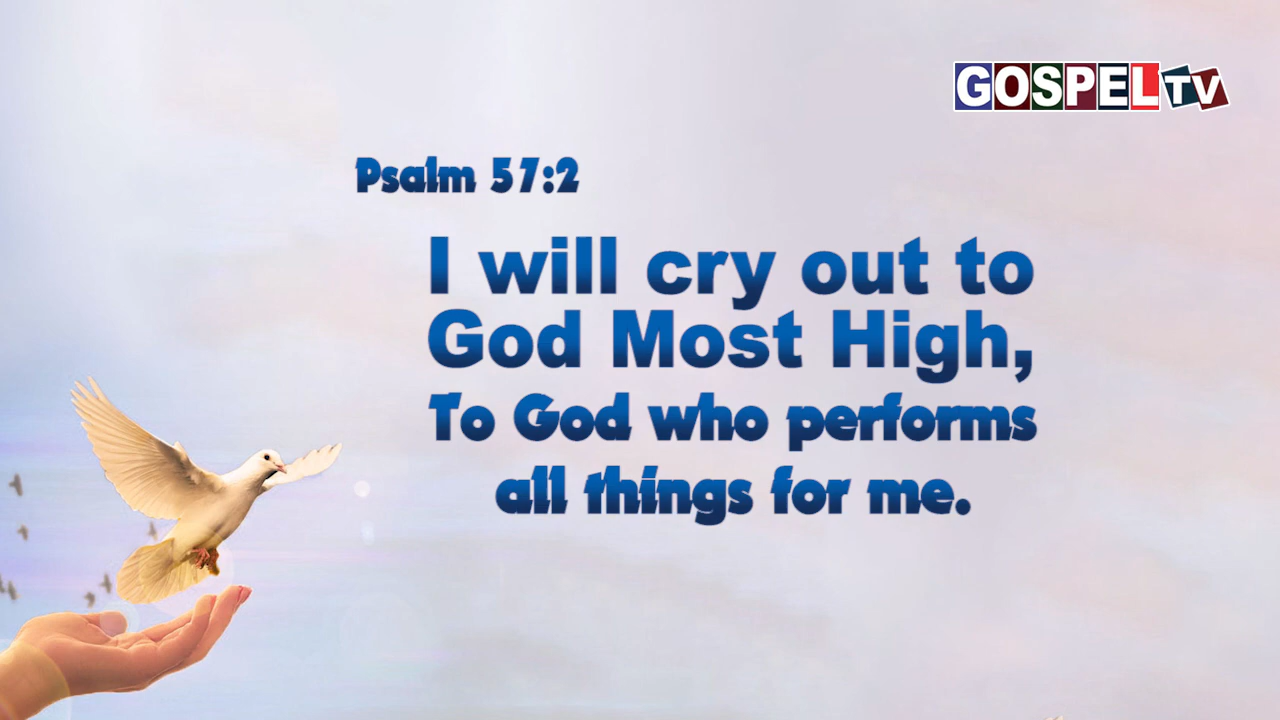 GOSPEL TV
Psalm 57:2
I will cry out to
God Most High,
To God who performs
all things for me.